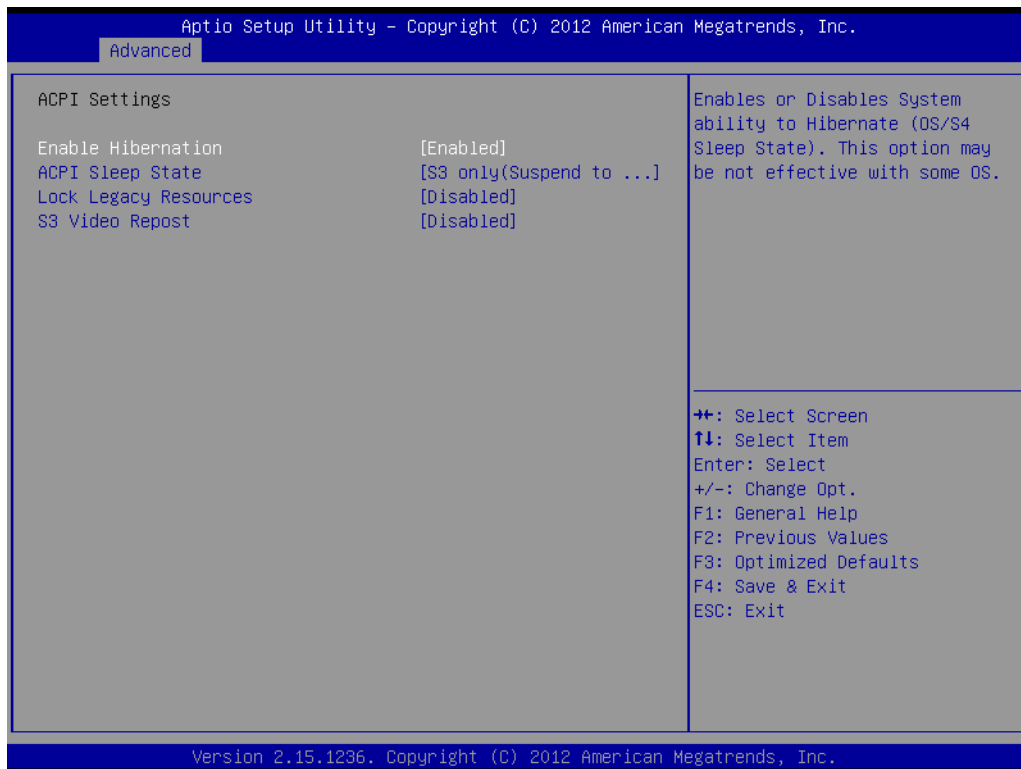 Aptio Setup Utility – Copyright (C) 2012 American Megatrends, Inc.
Advanced
ACPI Settings
Enable Hibernation [Enabled]
ACPI Sleep State [S3 only(Suspend to ...]
Lock Legacy Resources [Disabled]
S3 Video Repost [Disabled]
Enables or Disables System
ability to Hibernate (OS/S4
Sleep State). This option may
be not effective with some OS.
→←: Select Screen
↑↓: Select Item
Enter: Select
+/-: Change Opt.
F1: General Help
F2: Previous Values
F3: Optimized Defaults
F4: Save & Exit
ESC: Exit
Version 2.15.1236. Copyright (C) 2012 American Megatrends, Inc.